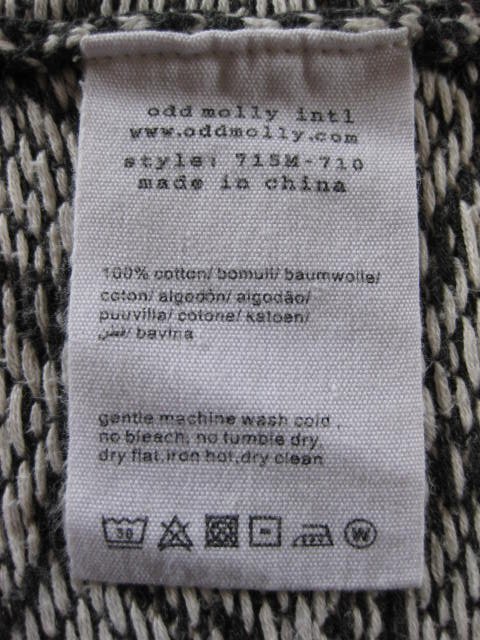 odd molly intl
www.oddmolly.com
style: 715M-710
made in china
100% cotton/ bomull/ baumwolle/
coton/ algodón/ algodão/
puuvilla/ cotone/ katoen/
قطن/ bavlna
gentle machine wash cold ,
no bleach, no tumble dry,
dry flat,iron hot,dry clean
30 W